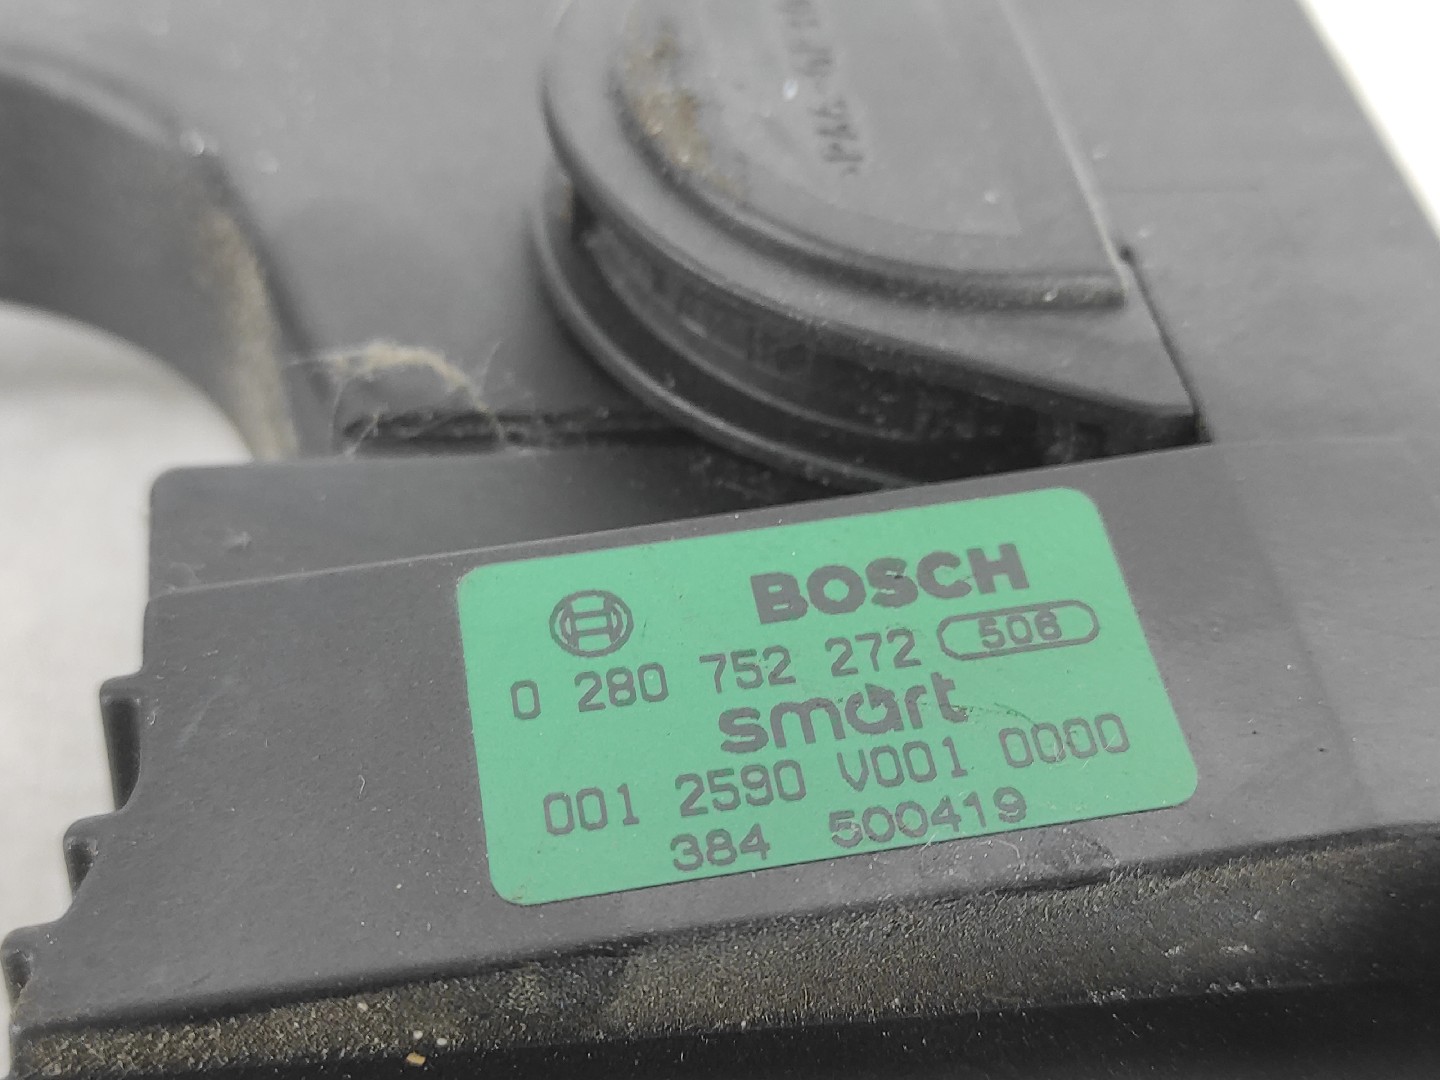 BOSCH
0 280 752 272 506
smart
001 2590 V001 0000
384 500419